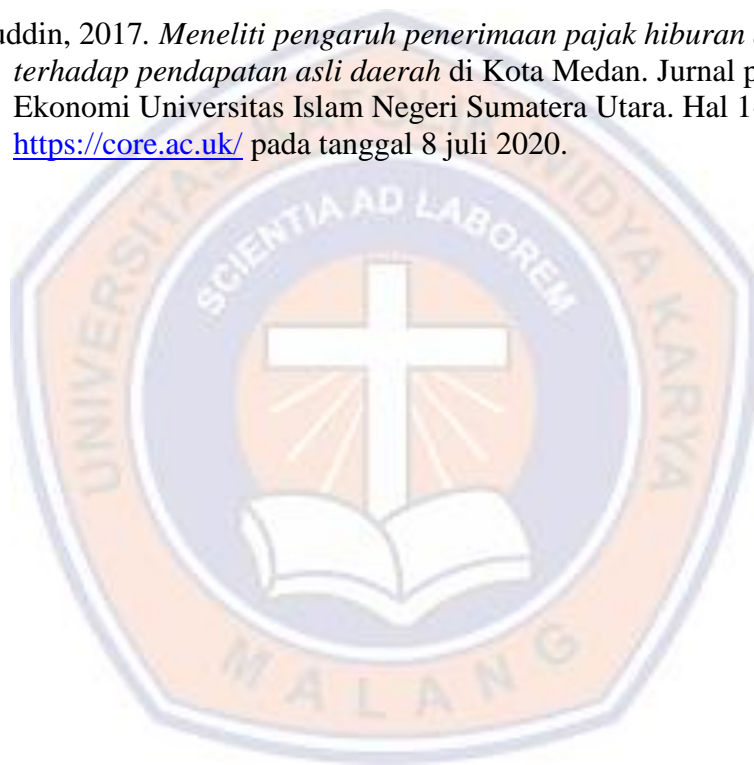 uddin, 2017. Meneliti pengaruh penerimaan pajak hiburan
terhadap pendapatan asli daerah di Kota Medan. Jurnal p
Ekonomi Universitas Islam Negeri Sumatera Utara. Hal 1
https://core.ac.uk/ pada tanggal 8 juli 2020.
UNIVERSITAS KATOLIK WIDYA KARYA
SCIENTIA AD LABOREM
MALANG